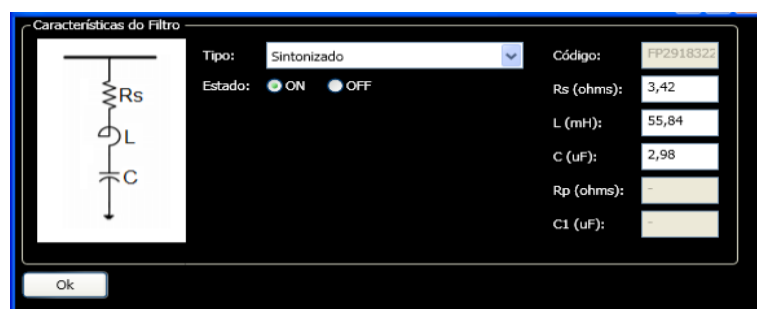 Características do Filtro
Rs
L
C
Tipo: Sintonizado
Estado: ON OFF
Código: FP2918322
Rs (ohms): 3,42
L (mH): 55,84
C (uF): 2,98
Rp (ohms): -
C1 (uF): -
Ok